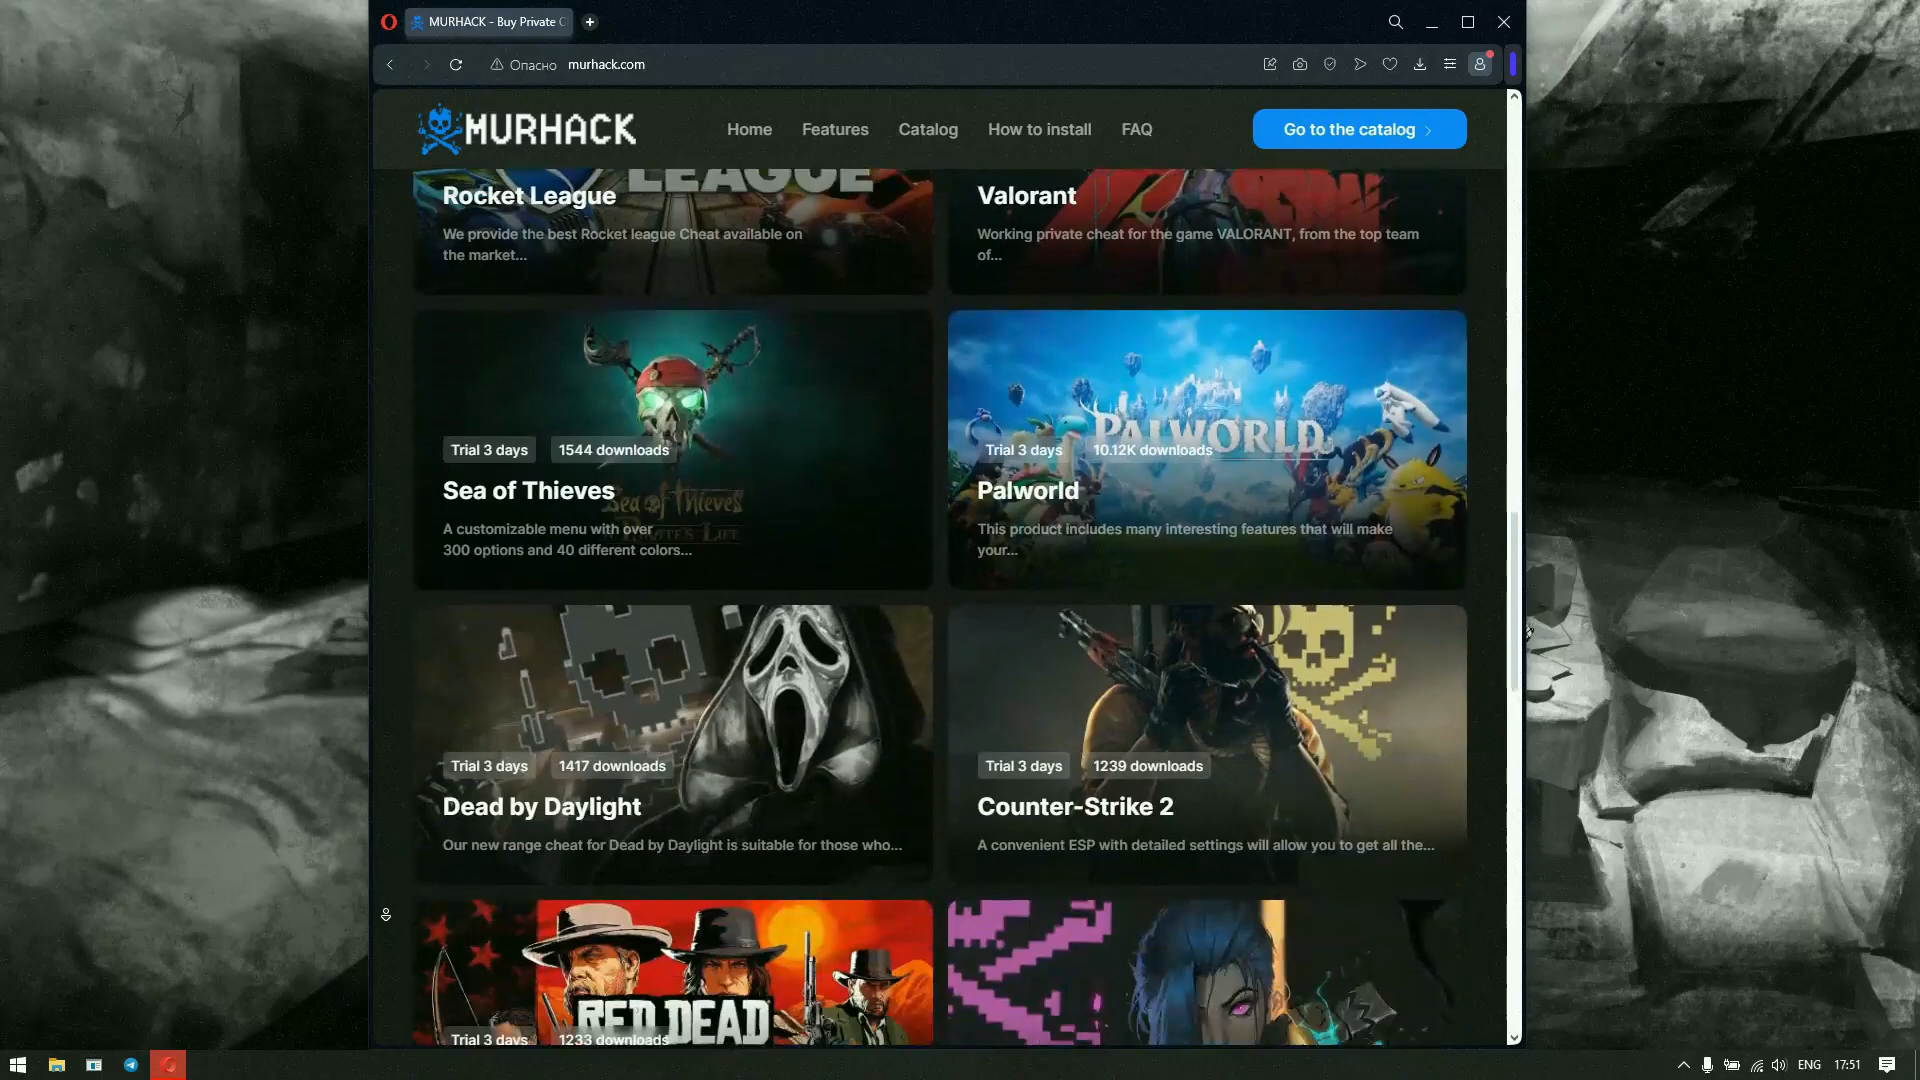 MURHACK - Buy Private C
Опасно murhack.com
MURHACK
Home Features Catalog How to install FAQ
Go to the catalog
LEAGUE
Rocket League
We provide the best Rocket league Cheat available on
the market...
Valorant
Working private cheat for the game VALORANT, from the top team
of...
Trial 3 days 1544 downloads
Sea of Thieves
Sea of Thieves
A customizable menu with over
300 options and 40 different colors...
PALWORLD
Trial 3 days 10.12K downloads
Palworld
This product includes many interesting features that will make
your...
Trial 3 days 1417 downloads
Dead by Daylight
Our new range cheat for Dead by Daylight is suitable for those who...
Trial 3 days 1239 downloads
Counter-Strike 2
A convenient ESP with detailed settings will allow you to get all the...
RED DEAD
Trial 3 days 1233 downloads
ENG 17:51